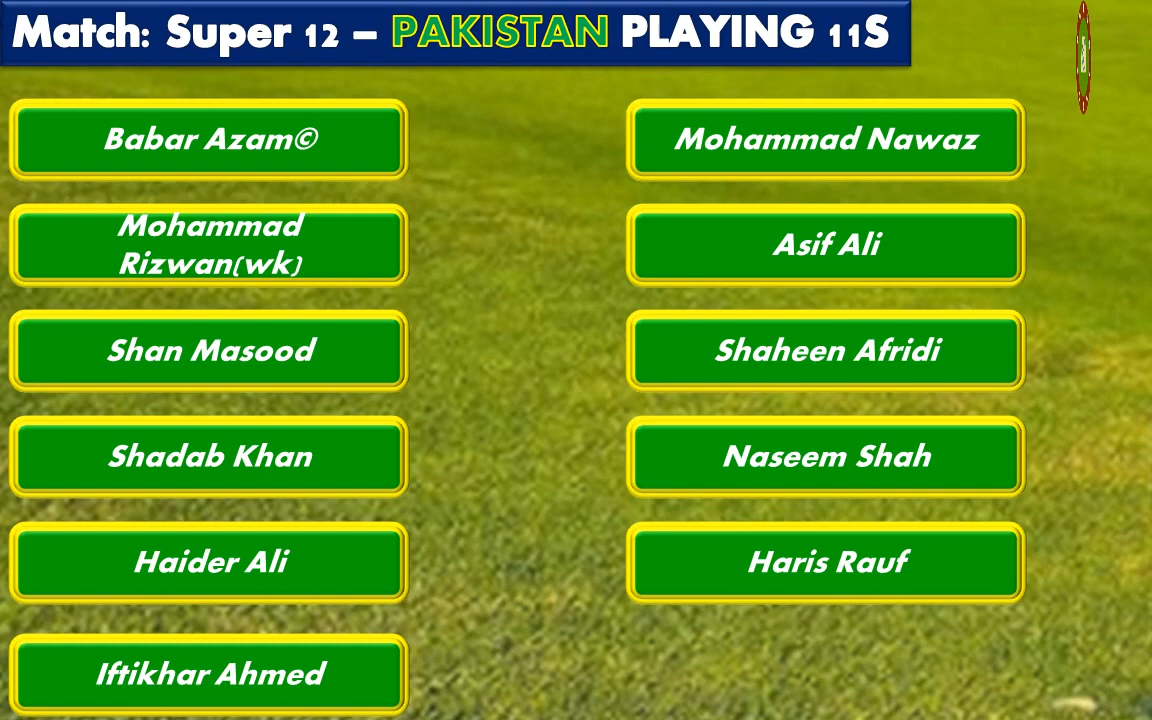 Match: Super 12 – PAKISTAN PLAYING 11S
Babar Azam©
Mohammad
Rizwan(wk)
Shan Masood
Shadab Khan
Haider Ali
Iftikhar Ahmed
Mohammad Nawaz
Asif Ali
Shaheen Afridi
Naseem Shah
Haris Rauf